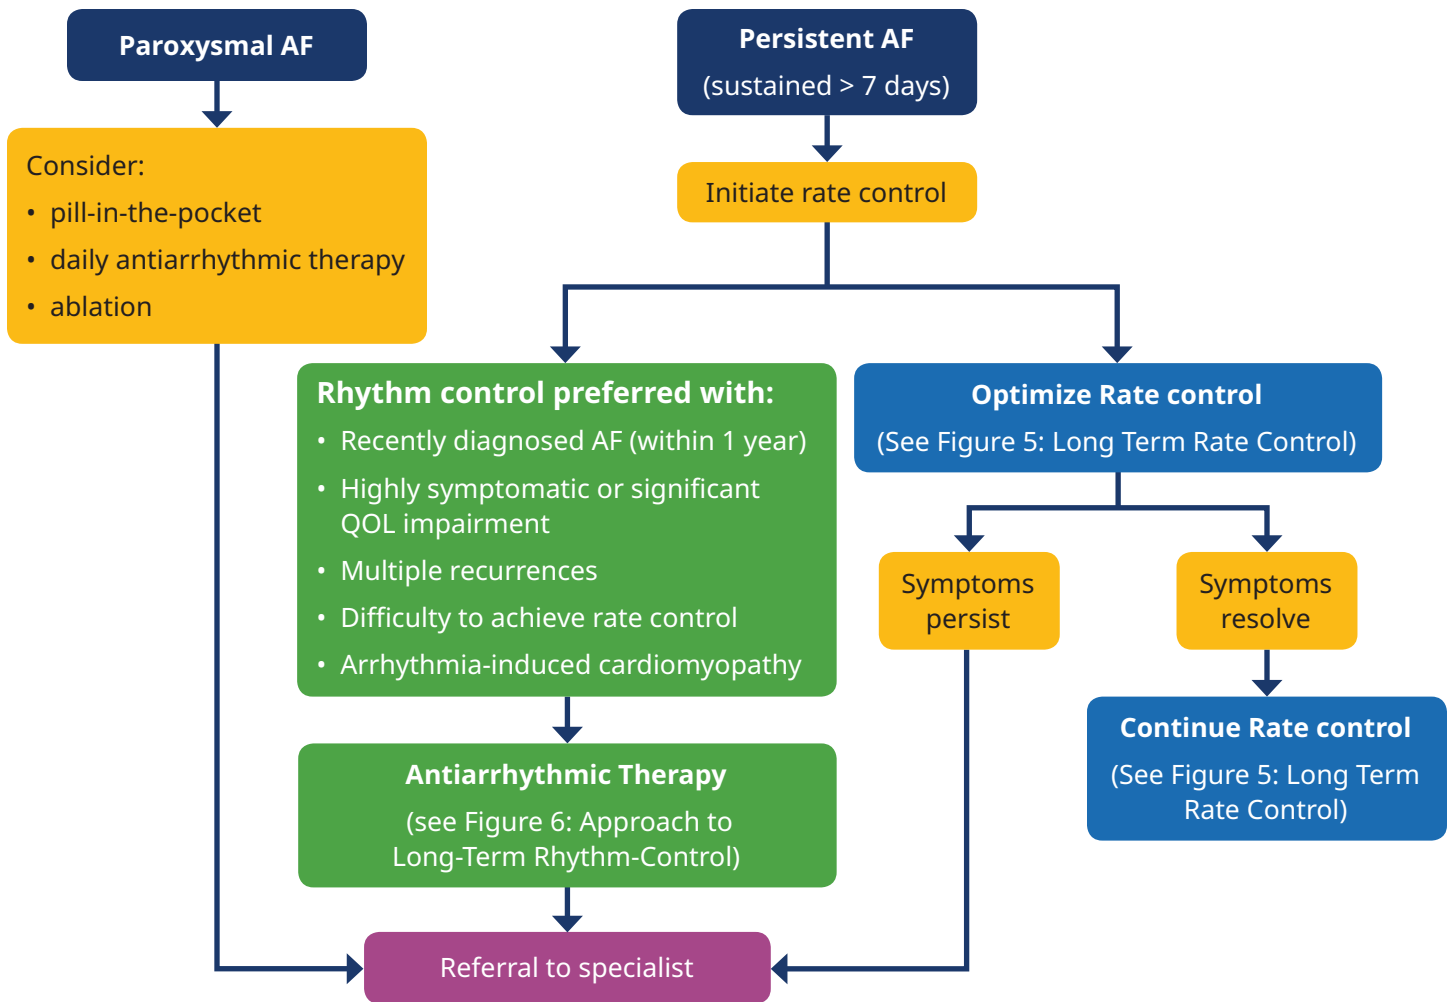 Paroxysmal AF
Consider:
• pill-in-the-pocket
• daily antiarrhythmic therapy
• ablation
Persistent AF
(sustained > 7 days)
Initiate rate control
Rhythm control preferred with:
• Recently diagnosed AF (within 1 year)
• Highly symptomatic or significant
QOL impairment
• Multiple recurrences
• Difficulty to achieve rate control
• Arrhythmia-induced cardiomyopathy
Antiarrhythmic Therapy
(see Figure 6: Approach to
Long-Term Rhythm-Control)
Optimize Rate control
(See Figure 5: Long Term Rate Control)
Symptoms
persist
Symptoms
resolve
Continue Rate control
(See Figure 5: Long Term
Rate Control)
Referral to specialist